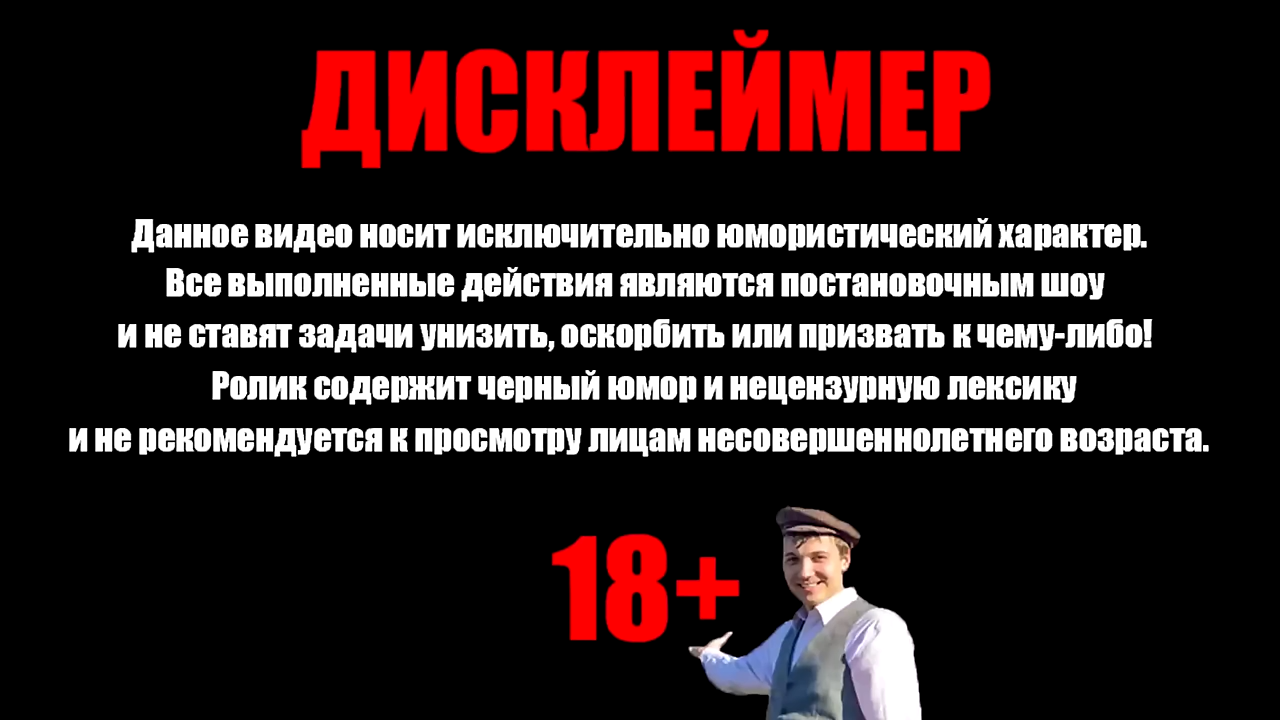 ДИСКЛЕЙМЕР
Данное видео носит исключительно юмористический характер.
Все выполненные действия являются постановочным шоу
и не ставят задачи унизить, оскорбить или призвать к чему-либо!
Ролик содержит черный юмор и нецензурную лексику
и не рекомендуется к просмотру лицам несовершеннолетнего возраста.
18+